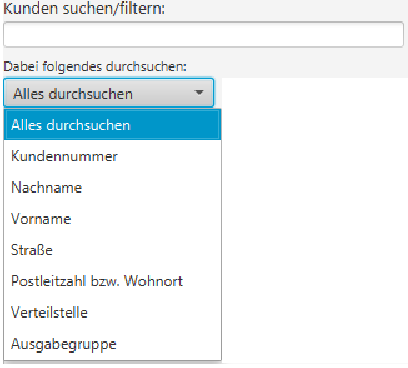 Kunden suchen/filtern:
Dabei folgendes durchsuchen:
Alles durchsuchen
Alles durchsuchen
Kundennummer
Nachname
Vorname
Straße
Postleitzahl bzw. Wohnort
Verteilstelle
Ausgabegruppe